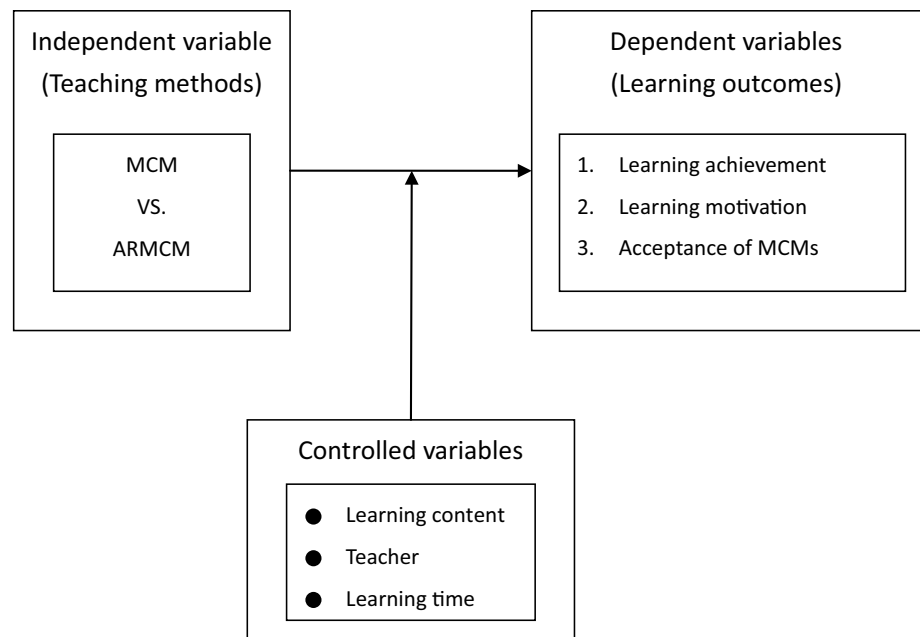 Independent variable
(Teaching methods)
MCM
VS.
ARMCM
Dependent variables
(Learning outcomes)
1. Learning achievement
2. Learning motivation
3. Acceptance of MCMs
Controlled variables
● Learning content
● Teacher
● Learning time